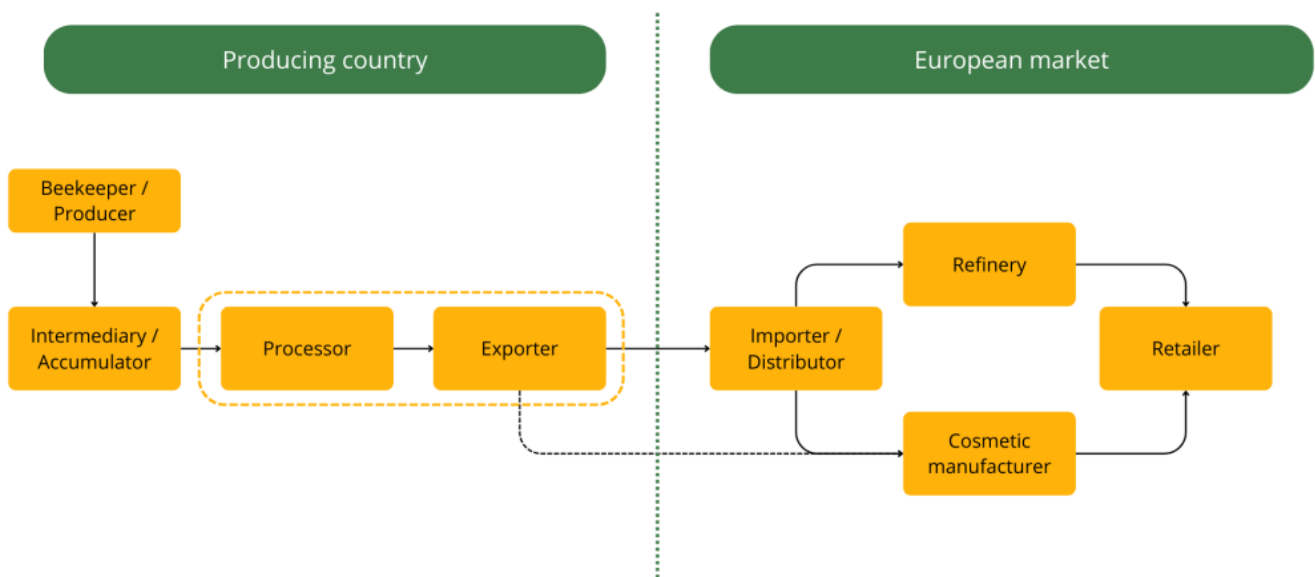 Producing country
European market
Beekeeper /
Producer
Intermediary /
Accumulator
Processor
Exporter
Importer /
Distributor
Refinery
Cosmetic
manufacturer
Retailer